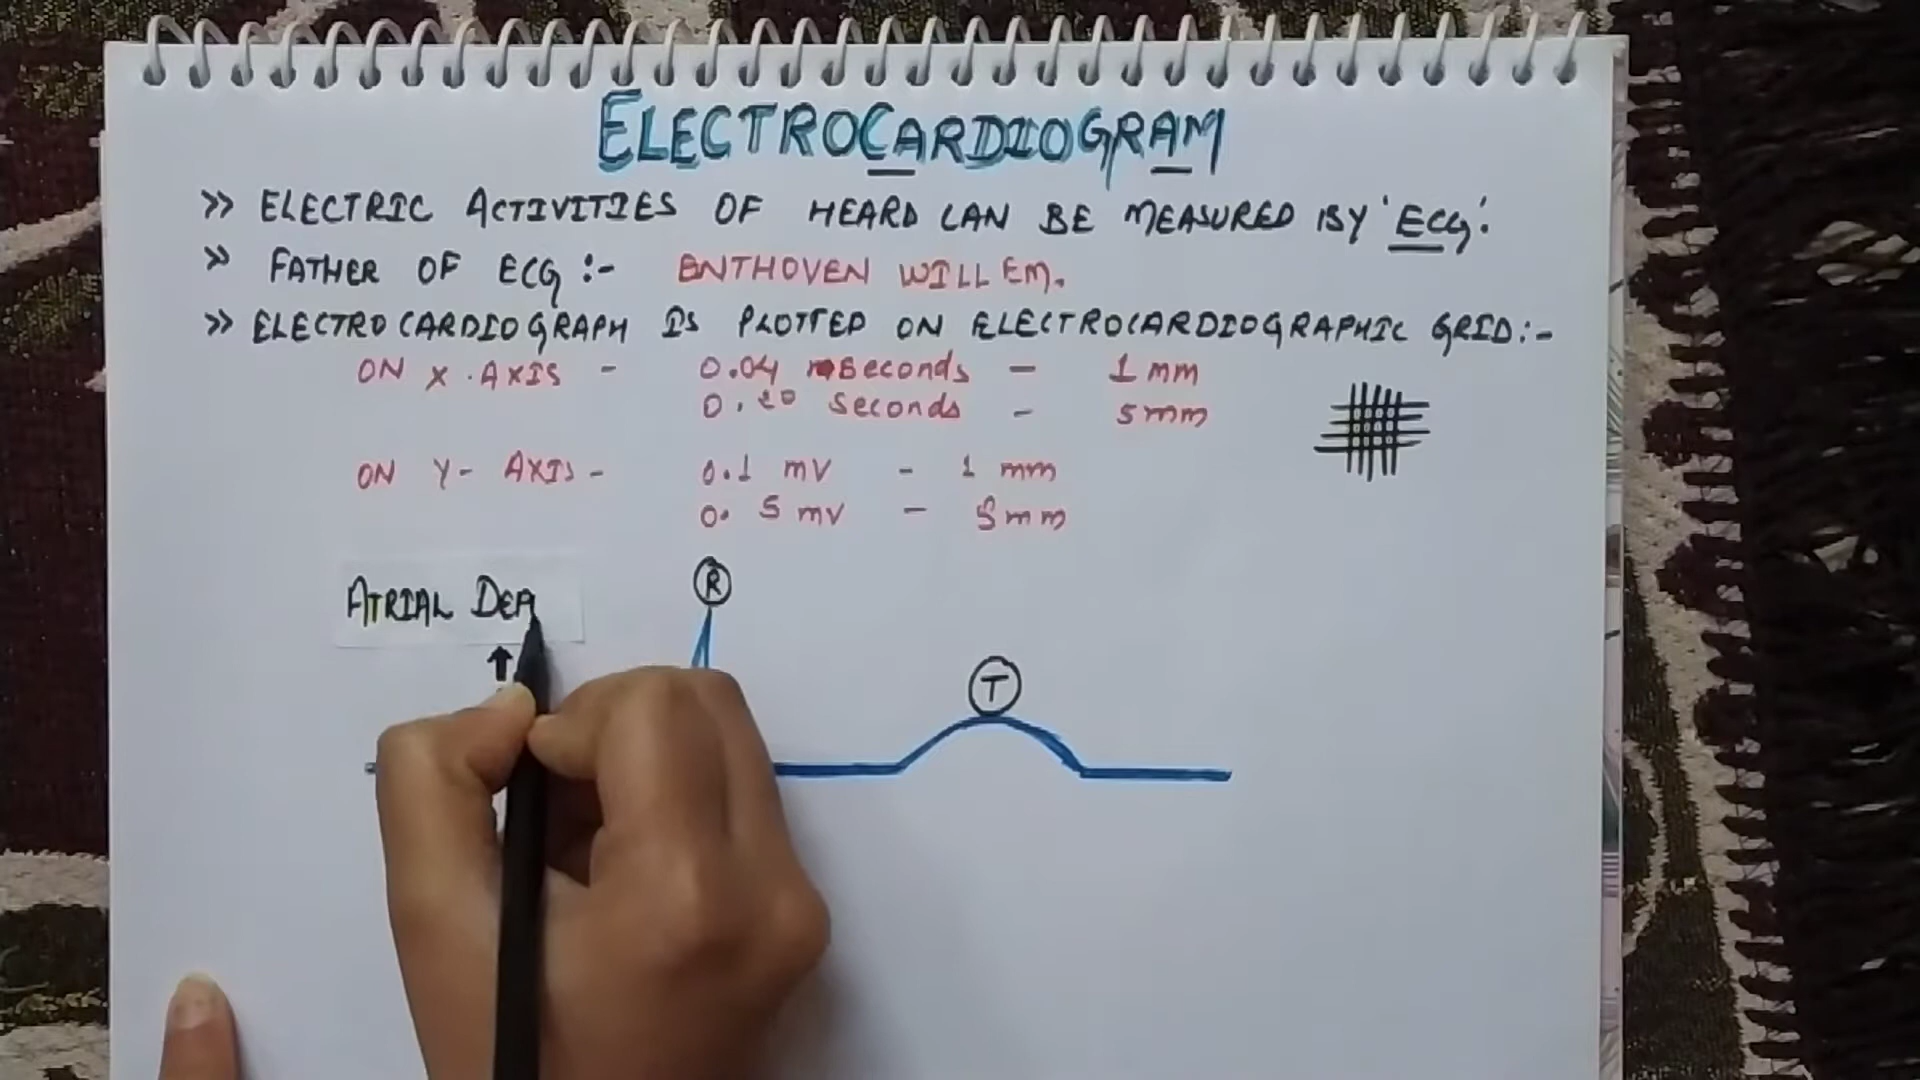 ELECTROCARDIOGRAM
» ELECTRIC ACTIVITIES OF HEARD CAN BE MEASURED BY 'ECG'.
» FATHER OF ECG :- ENTHOVEN WILLEM.
» ELECTROCARDIOGRAPH IS PLOTTED ON ELECTROCARDIOGRAPHIC GRID:-
ON X-AXIS - 0.04 seconds - 1 mm
0.20 seconds - 5mm
ON Y- AXIS - 0.1 mv - 1 mm
0.5 mv - 5mm
ATRIAL DEA
R
T